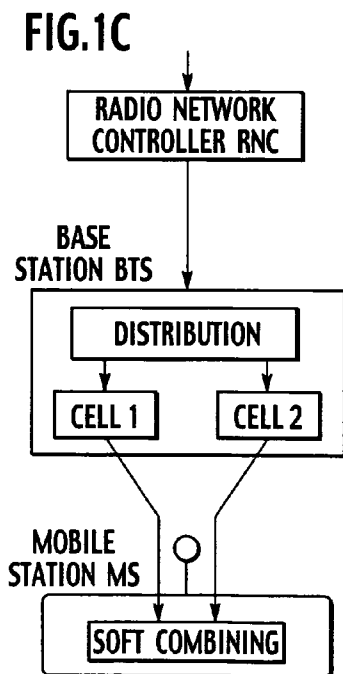 FIG.1C
RADIO NETWORK
CONTROLLER RNC
BASE
STATION BTS
DISTRIBUTION
CELL 1
CELL 2
MOBILE
STATION MS
SOFT COMBINING